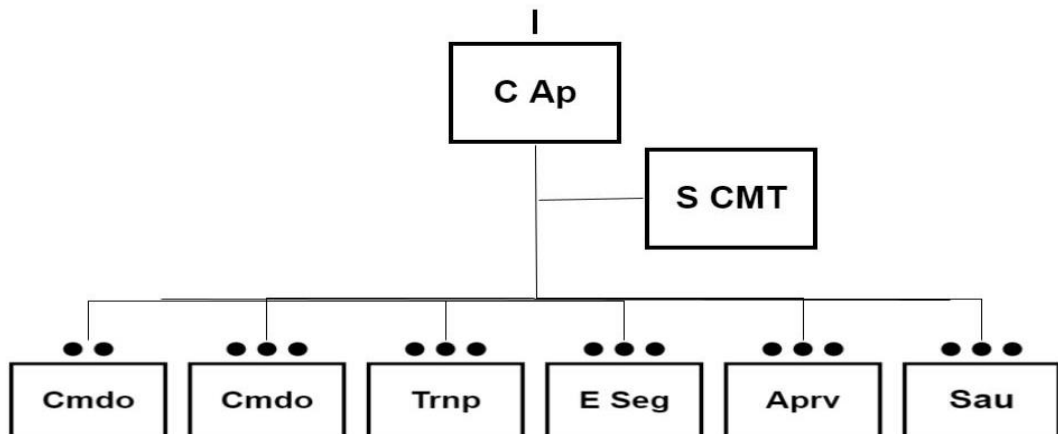 I
C Ap
S CMT
Cmdo
Cmdo
Trnp
E Seg
Aprv
Sau